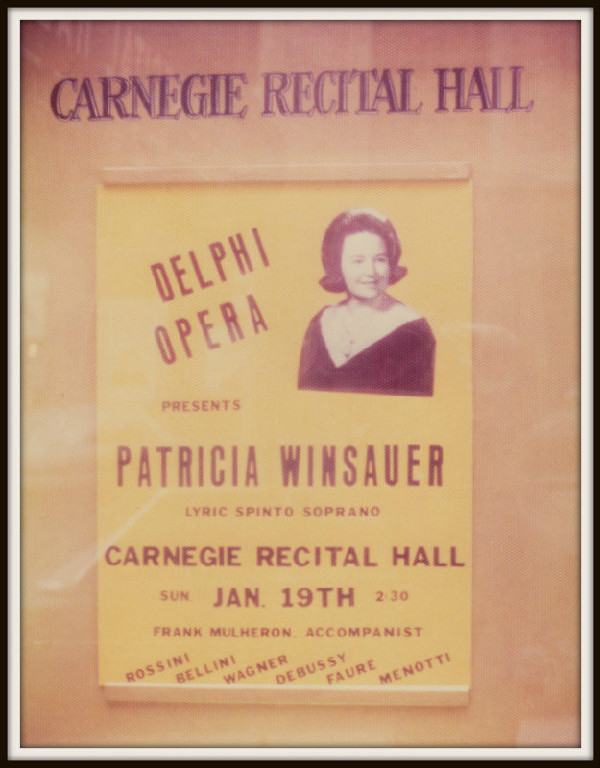 CARNEGIE RECITAL HALL
DELPHI
OPERA
PRESENTS
PATRICIA WINSAUER
LYRIC SPINTO SOPRANO
CARNEGIE RECITAL HALL
SUN. JAN. 19TH 2:30
FRANK MULHERON, ACCOMPANIST
ROSSINI BELLINI WAGNER DEBUSSY FAURE MENOTTI